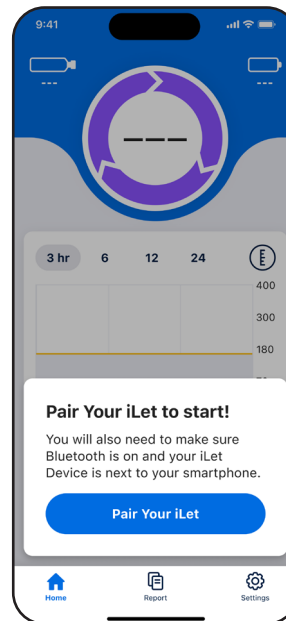 9:41
--- ---
---
3 hr 6 12 24
400
300
180
Pair Your iLet to start!
You will also need to make sure
Bluetooth is on and your iLet
Device is next to your smartphone.
Pair Your iLet
Home Report Settings